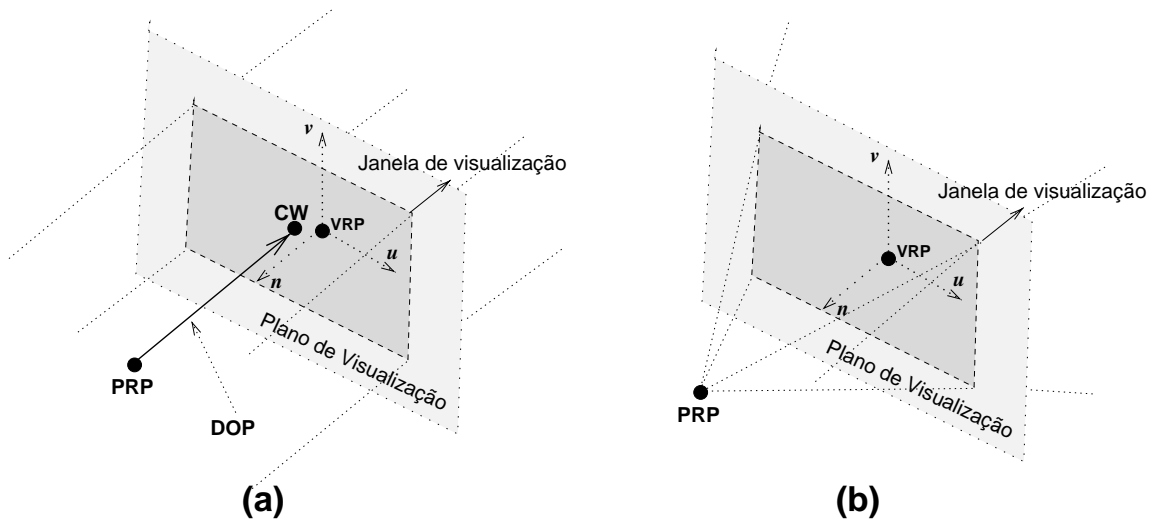 v
Janela de visualização
CW
VRP
u
n
Plano de Visualização
PRP
DOP
(a)
v
Janela de visualização
VRP
u
n
Plano de Visualização
PRP
(b)